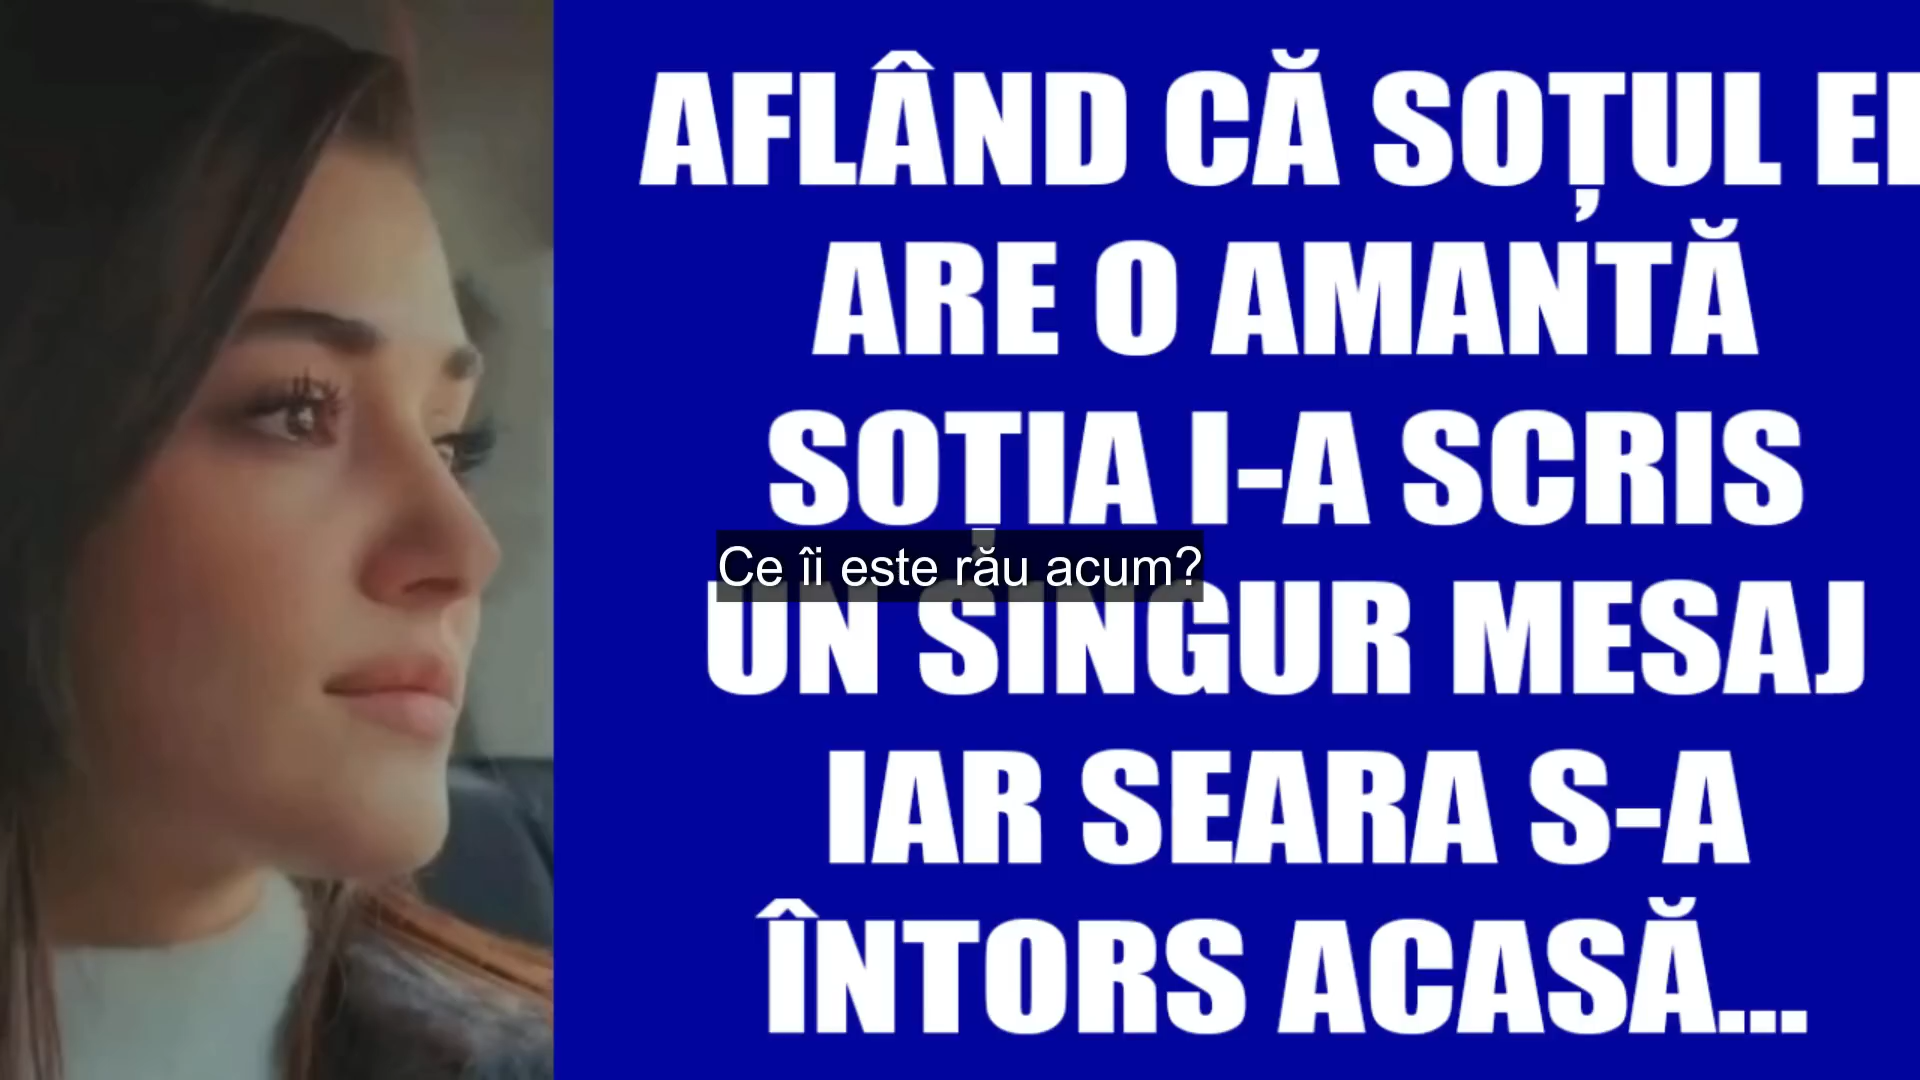 AFLÂND CĂ SOȚUL EI
ARE O AMANTĂ
SOȚIA I-A SCRIS
Ce îi este rău acum?
UN SINGUR MESAJ
IAR SEARA S-A
ÎNTORS ACASĂ...